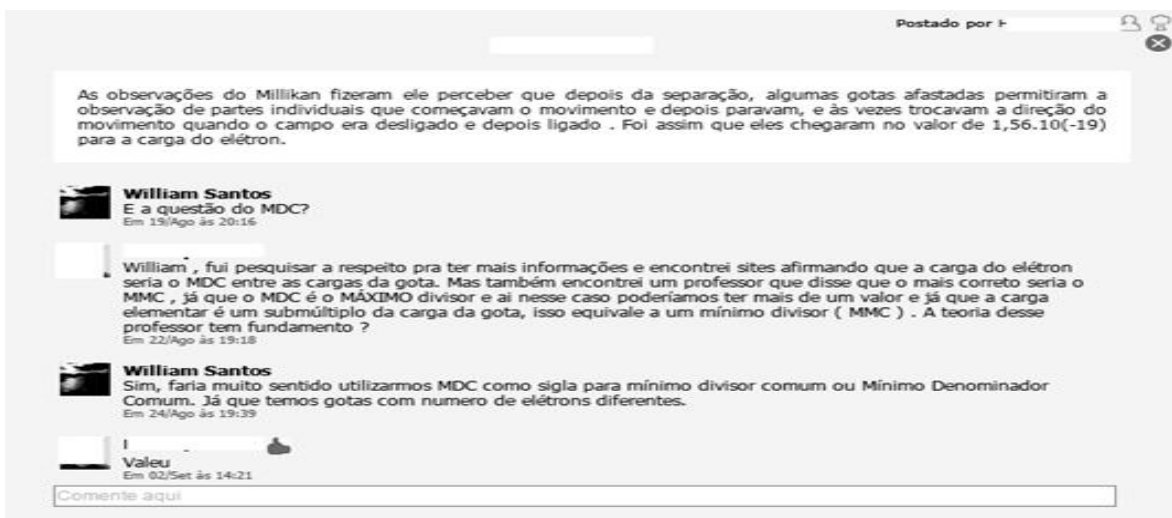 Postado por H
As observações do Millikan fizeram ele perceber que depois da separação, algumas gotas afastadas permitiram a
observação de partes individuais que começavam o movimento e depois paravam, e às vezes trocavam a direção do
movimento quando o campo era desligado e depois ligado . Foi assim que eles chegaram no valor de 1,56.10(-19)
para a carga do elétron.
William Santos
E a questão do MDC?
Em 19/Ago às 20:16
William , fui pesquisar a respeito pra ter mais informações e encontrei sites afirmando que a carga do elétron
seria o MDC entre as cargas da gota. Mas também encontrei um professor que disse que o mais correto seria o
MMC , já que o MDC é o MÁXIMO divisor e ai nesse caso poderíamos ter mais de um valor e já que a carga
elementar é um submúltiplo da carga da gota, isso equivale a um mínimo divisor ( MMC ) . A teoria desse
professor tem fundamento ?
Em 22/Ago às 19:18
William Santos
Sim, faria muito sentido utilizarmos MDC como sigla para mínimo divisor comum ou Mínimo Denominador
Comum. Já que temos gotas com numero de elétrons diferentes.
Em 24/Ago às 19:39
Valeu
Em 02/Set às 14:21
Comente aqui